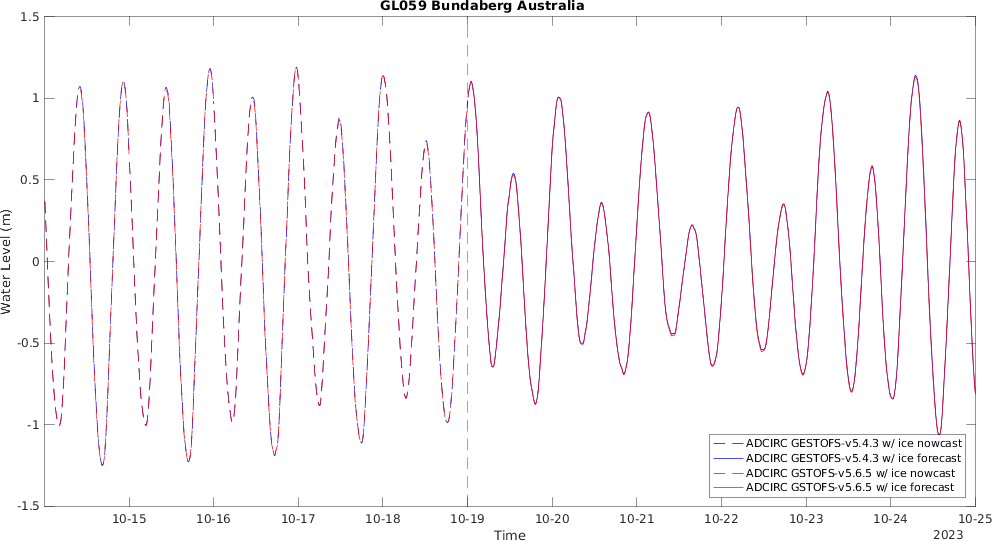 GL059 Bundaberg Australia
1.5
1
0.5
0
-0.5
-1
-1.5
Water Level (m)
ADCIRC GESTOFS-v5.4.3 w/ ice nowcast
ADCIRC GESTOFS-v5.4.3 w/ ice forecast
ADCIRC GSTOFS-v5.6.5 w/ ice nowcast
ADCIRC GSTOFS-v5.6.5 w/ ice forecast
10-15 10-16 10-17 10-18 10-19 10-20 10-21 10-22 10-23 10-24 10-25
Time
2023